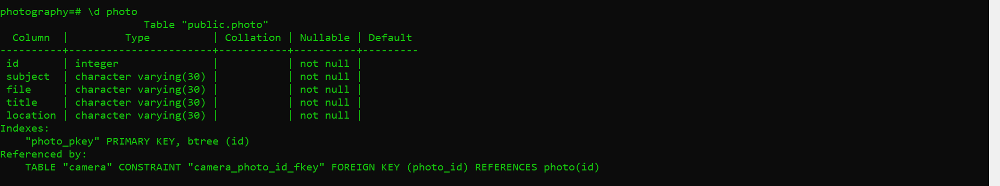 photography=# \d photo
                       Table "public.photo"
  Column  |         Type          | Collation | Nullable | Default
----------+-----------------------+-----------+----------+---------
 id       | integer               |           | not null |
 subject  | character varying(30) |           | not null |
 file     | character varying(30) |           | not null |
 title    | character varying(30) |           | not null |
 location | character varying(30) |           | not null |
Indexes:
    "photo_pkey" PRIMARY KEY, btree (id)
Referenced by:
    TABLE "camera" CONSTRAINT "camera_photo_id_fkey" FOREIGN KEY (photo_id) REFERENCES photo(id)